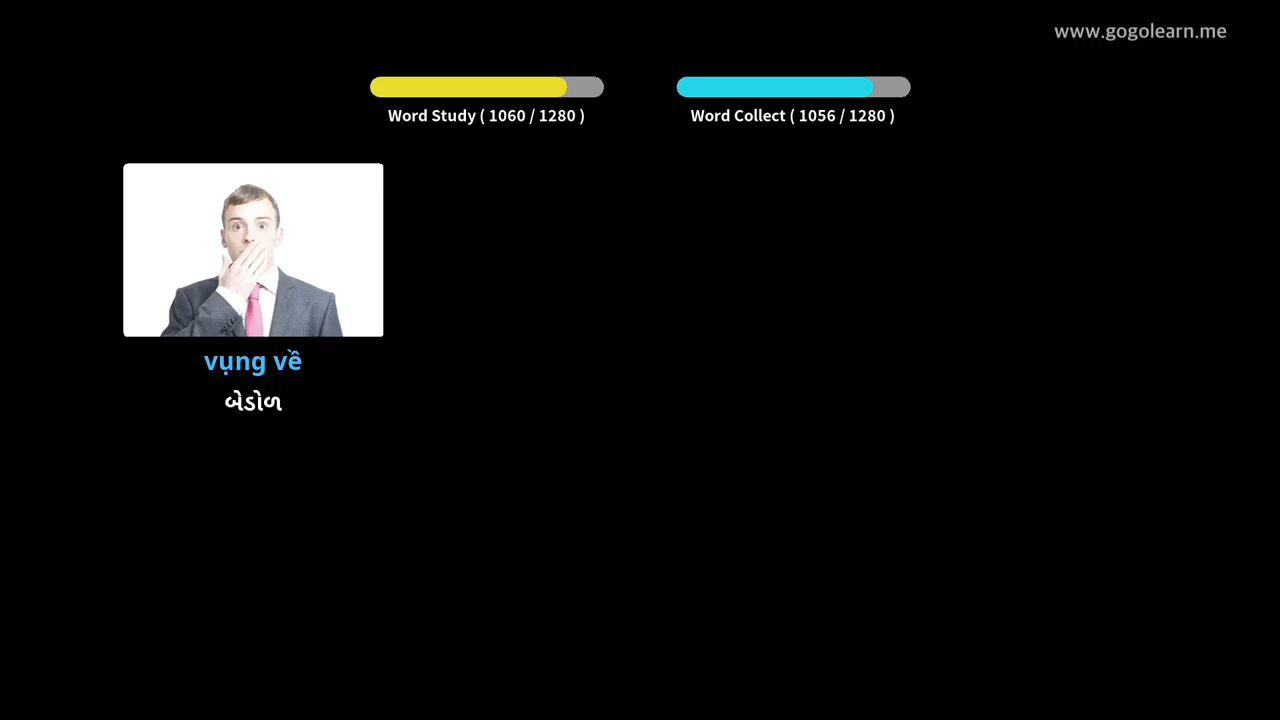 www.gogolearn.me
Word Study ( 1060 / 1280 )
Word Collect ( 1056 / 1280 )
vụng về
બેડોળ